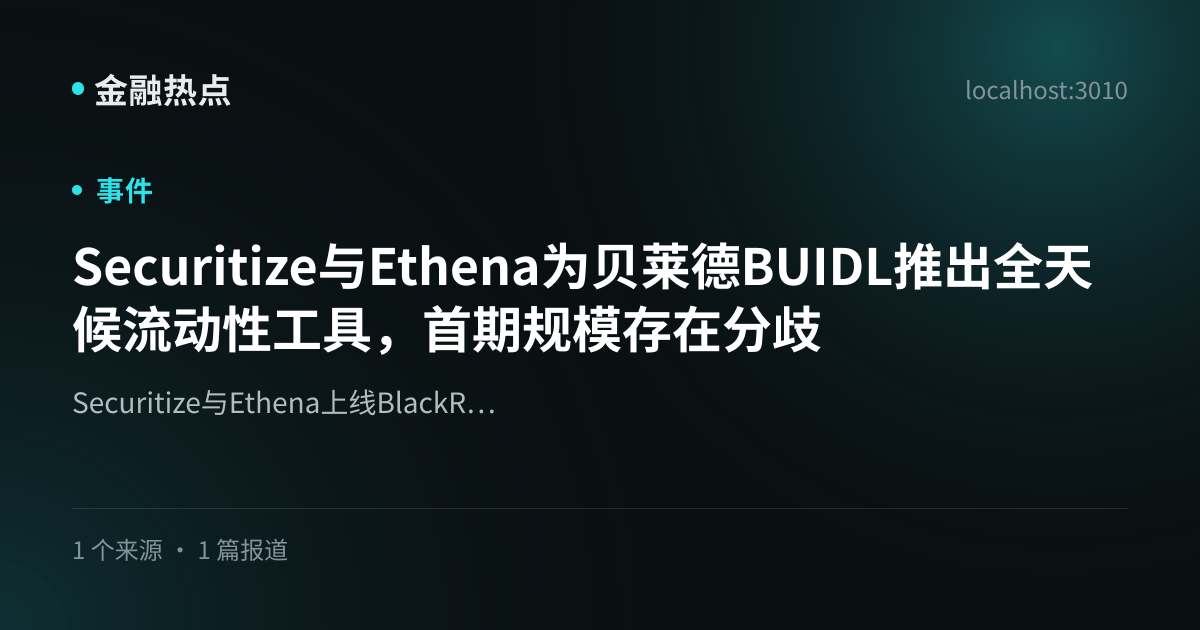 金融热点
localhost:3010
事件
Securitize与Ethena为贝莱德BUIDL推出全天
候流动性工具，首期规模存在分歧
Securitize与Ethena上线BlackR…
1 个来源 · 1 篇报道